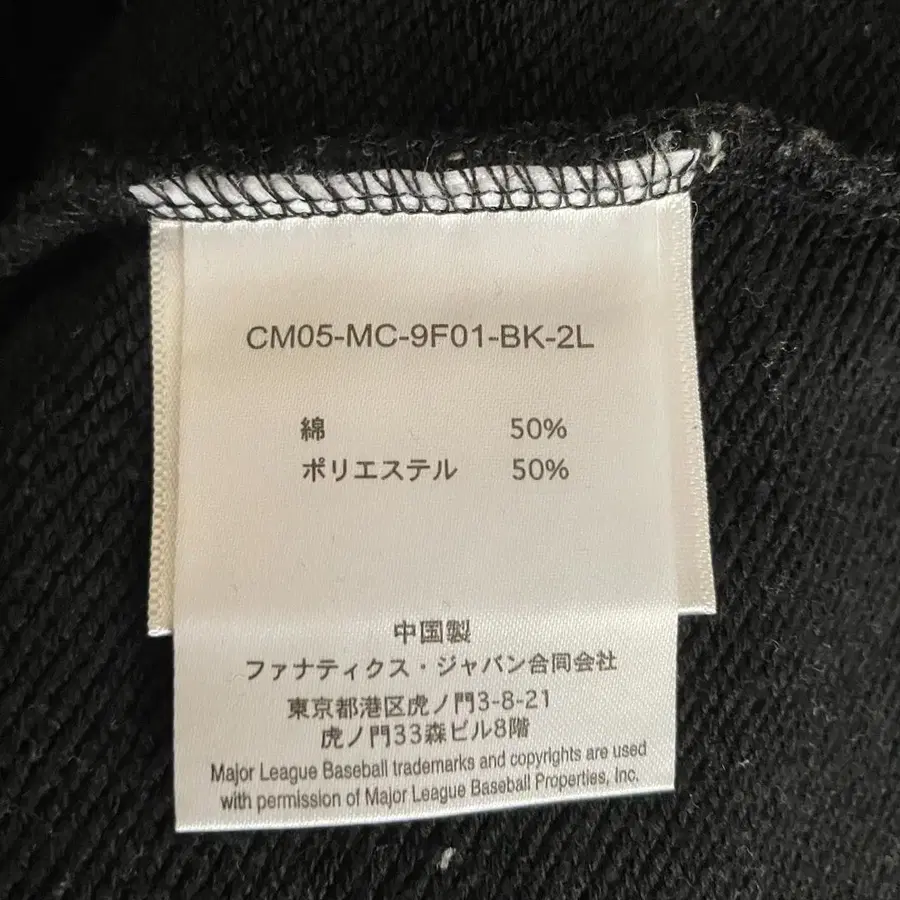 CM05-MC-9F01-BK-2L
綿 50%
ポリエステル 50%
中国製
ファナティクス・ジャパン合同会社
東京都港区虎ノ門3-8-21
虎ノ門33森ビル8階
Major League Baseball trademarks and copyrights are used
with permission of Major League Baseball Properties, Inc.